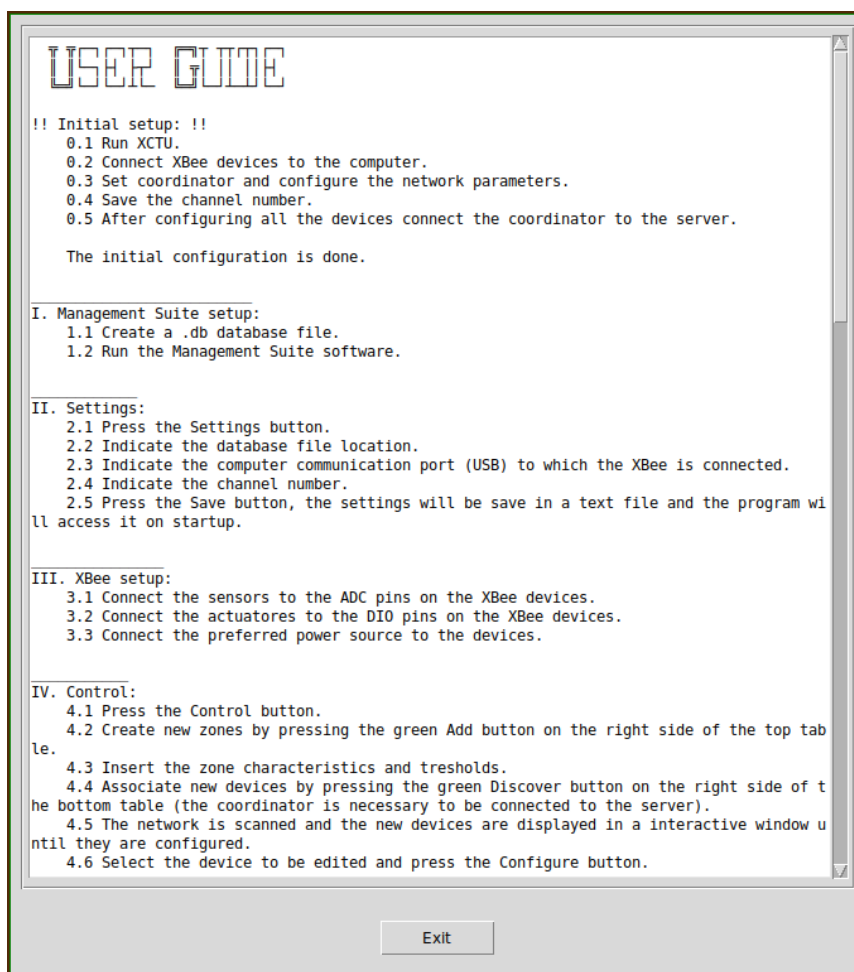 USER GUIDE
!! Initial setup: !!
0.1 Run XCTU.
0.2 Connect XBee devices to the computer.
0.3 Set coordinator and configure the network parameters.
0.4 Save the channel number.
0.5 After configuring all the devices connect the coordinator to the server.
The initial configuration is done.
I. Management Suite setup:
1.1 Create a .db database file.
1.2 Run the Management Suite software.
II. Settings:
2.1 Press the Settings button.
2.2 Indicate the database file location.
2.3 Indicate the computer communication port (USB) to which the XBee is connected.
2.4 Indicate the channel number.
2.5 Press the Save button, the settings will be save in a text file and the program wi
ll access it on startup.
III. XBee setup:
3.1 Connect the sensors to the ADC pins on the XBee devices.
3.2 Connect the actuatores to the DIO pins on the XBee devices.
3.3 Connect the preferred power source to the devices.
IV. Control:
4.1 Press the Control button.
4.2 Create new zones by pressing the green Add button on the right side of the top tab
le.
4.3 Insert the zone characteristics and tresholds.
4.4 Associate new devices by pressing the green Discover button on the right side of t
he bottom table (the coordinator is necessary to be connected to the server).
4.5 The network is scanned and the new devices are displayed in a interactive window u
ntil they are configured.
4.6 Select the device to be edited and press the Configure button.
Exit